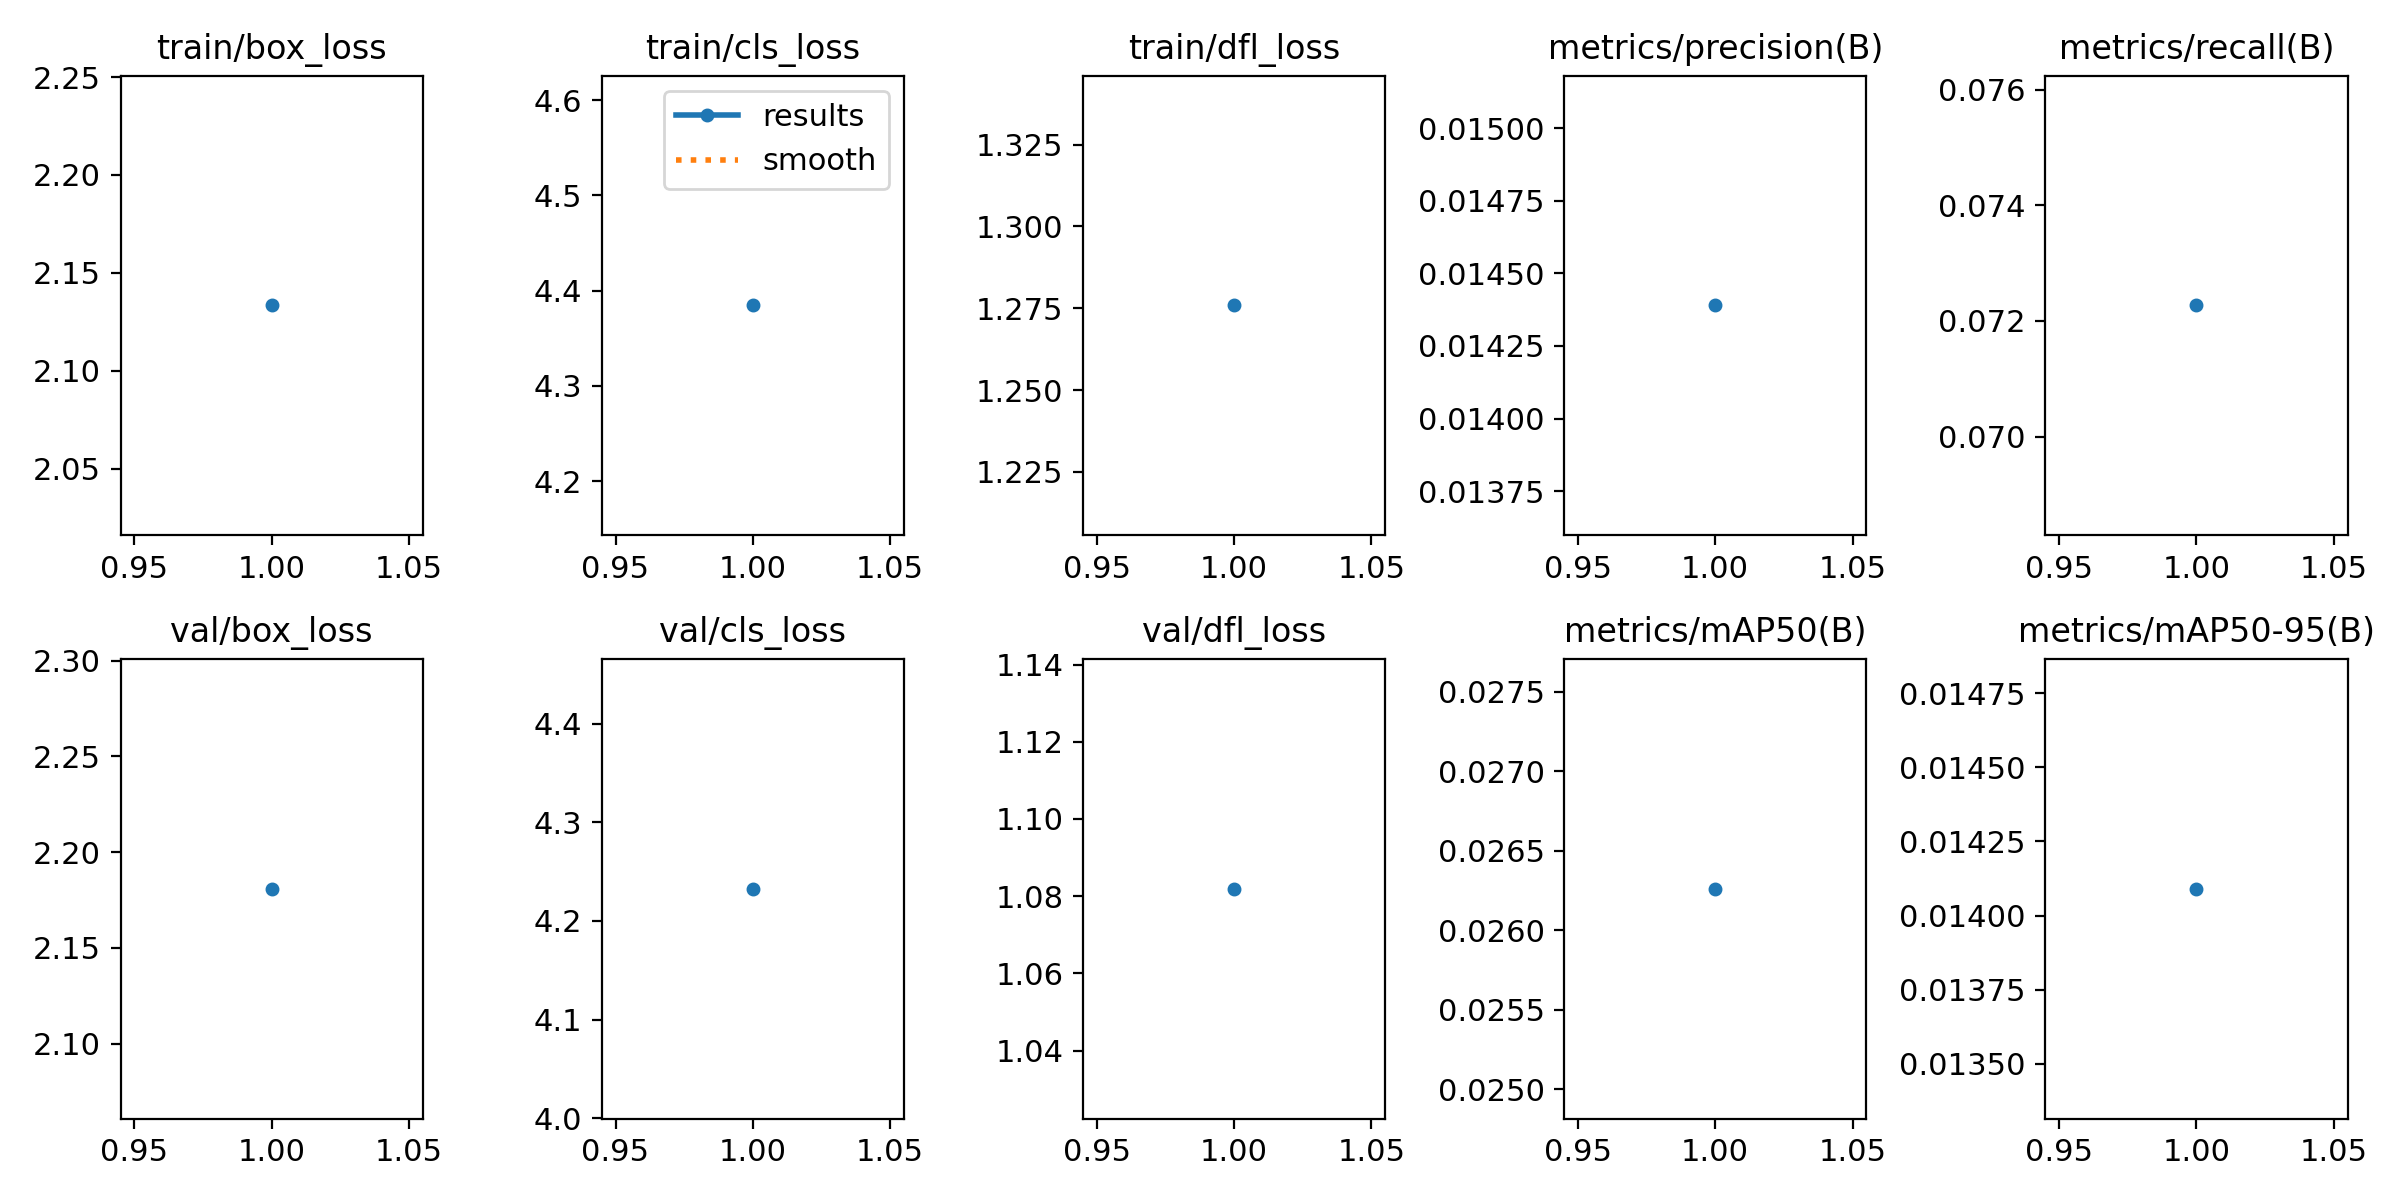 train/box_loss
2.25
2.20
2.15
2.10
2.05
0.95 1.00 1.05
train/cls_loss
results
smooth
4.6
4.5
4.4
4.3
4.2
0.95 1.00 1.05
train/dfl_loss
1.325
1.300
1.275
1.250
1.225
0.95 1.00 1.05
metrics/precision(B)
0.01500
0.01475
0.01450
0.01425
0.01400
0.01375
0.95 1.00 1.05
metrics/recall(B)
0.076
0.074
0.072
0.070
0.95 1.00 1.05
val/box_loss
2.30
2.25
2.20
2.15
2.10
0.95 1.00 1.05
val/cls_loss
4.4
4.3
4.2
4.1
4.0
0.95 1.00 1.05
val/dfl_loss
1.14
1.12
1.10
1.08
1.06
1.04
0.95 1.00 1.05
metrics/mAP50(B)
0.0275
0.0270
0.0265
0.0260
0.0255
0.0250
0.95 1.00 1.05
metrics/mAP50-95(B)
0.01475
0.01450
0.01425
0.01400
0.01375
0.01350
0.95 1.00 1.05